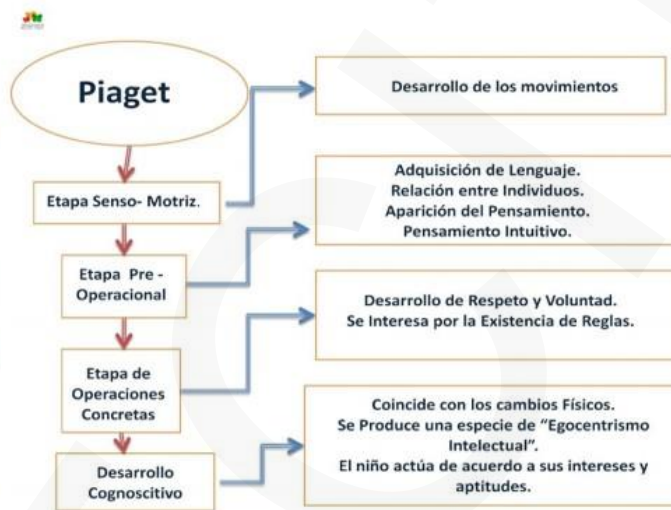 Piaget
Desarrollo de los movimientos
Etapa Senso- Motriz.
Adquisición de Lenguaje.
Relación entre Individuos.
Aparición del Pensamiento.
Pensamiento Intuitivo.
Etapa Pre -
Operacional
Desarrollo de Respeto y Voluntad.
Se Interesa por la Existencia de Reglas.
Etapa de
Operaciones
Concretas
Coincide con los cambios Físicos.
Se Produce una especie de “Egocentrismo
Intelectual”.
El niño actúa de acuerdo a sus intereses y
aptitudes.
Desarrollo
Cognoscitivo